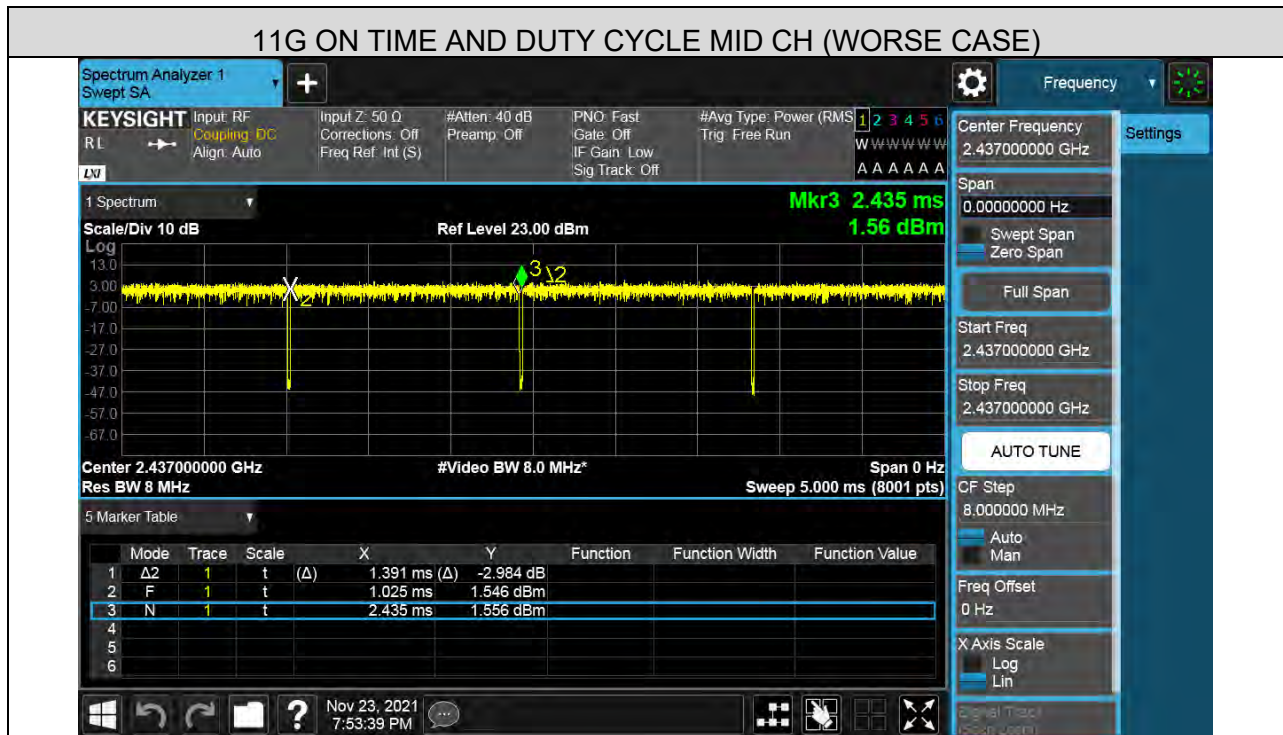 11G ON TIME AND DUTY CYCLE MID CH (WORSE CASE)
Spectrum Analyzer 1
Swept SA
+
Frequency
KEYSIGHT
RL
LXI
Input: RF
Coupling: DC
Align: Auto
Input Z: 50 Ω
Corrections: Off
Freq Ref: Int (S)
#Atten: 40 dB
Preamp: Off
PNO: Fast
Gate: Off
IF Gain: Low
Sig Track: Off
#Avg Type: Power (RMS
Trig: Free Run
1 2 3 4 5 6
W W W W W W
A A A A A A
1 Spectrum
Scale/Div 10 dB
Ref Level 23.00 dBm
Mkr3 2.435 ms
1.56 dBm
Log
13.0
3.00
-7.00
-17.0
-27.0
-37.0
-47.0
-57.0
-67.0
X
2
3
Δ2
Center 2.437000000 GHz
#Video BW 8.0 MHz*
Span 0 Hz
Res BW 8 MHz
Sweep 5.000 ms (8001 pts)
5 Marker Table
Mode Trace Scale X Y Function Function Width Function Value
1 Δ2 1 t (Δ) 1.391 ms (Δ) -2.984 dB
2 F 1 t 1.025 ms 1.546 dBm
3 N 1 t 2.435 ms 1.556 dBm
4
5
6
?
Nov 23, 2021
7:53:39 PM
Center Frequency
2.437000000 GHz
Settings
Span
0.00000000 Hz
Swept Span
Zero Span
Full Span
Start Freq
2.437000000 GHz
Stop Freq
2.437000000 GHz
AUTO TUNE
CF Step
8.000000 MHz
Auto
Man
Freq Offset
0 Hz
X Axis Scale
Log
Lin
Signal Track